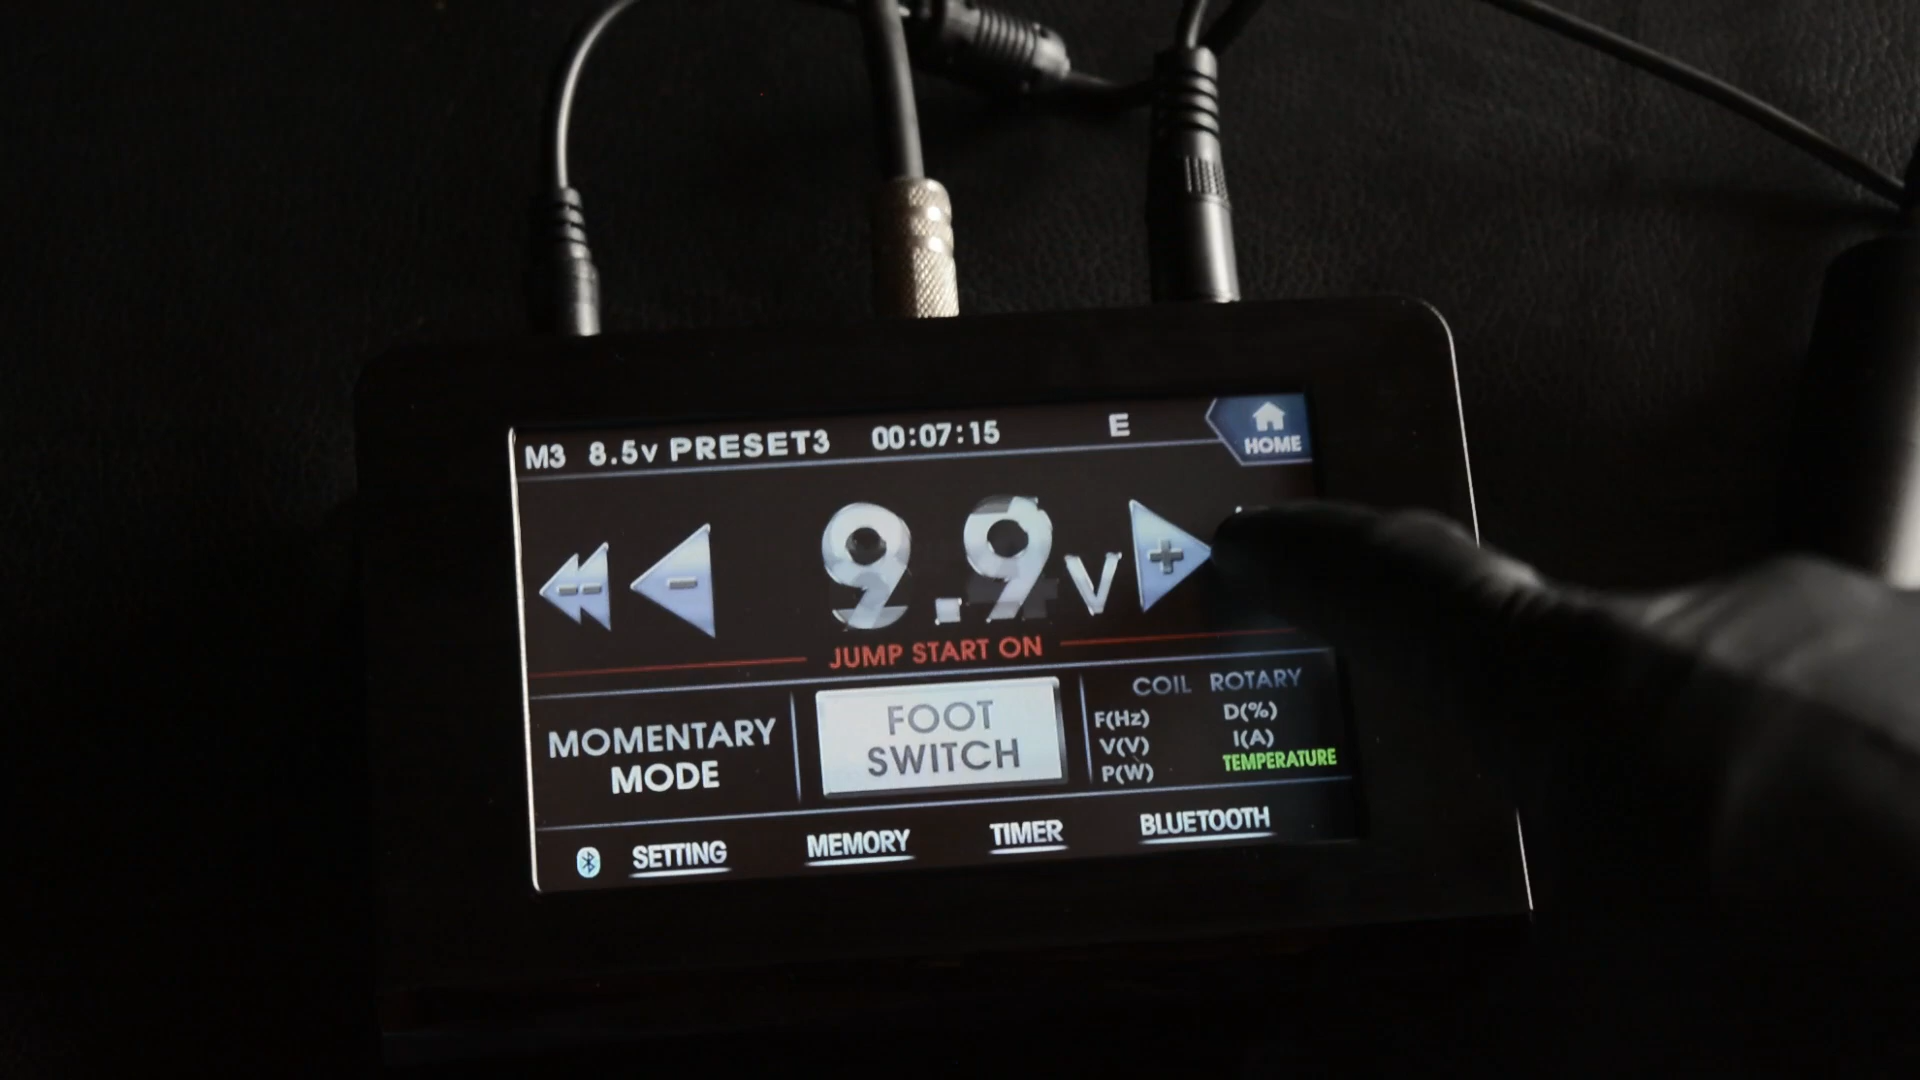 M3 8.5v PRESET3 00:07:15 E
HOME
-- - 9.9v +
JUMP START ON
MOMENTARY
MODE
FOOT
SWITCH
COIL ROTARY
F(Hz) D(%)
V(V) I(A)
P(W) TEMPERATURE
SETTING MEMORY TIMER BLUETOOTH